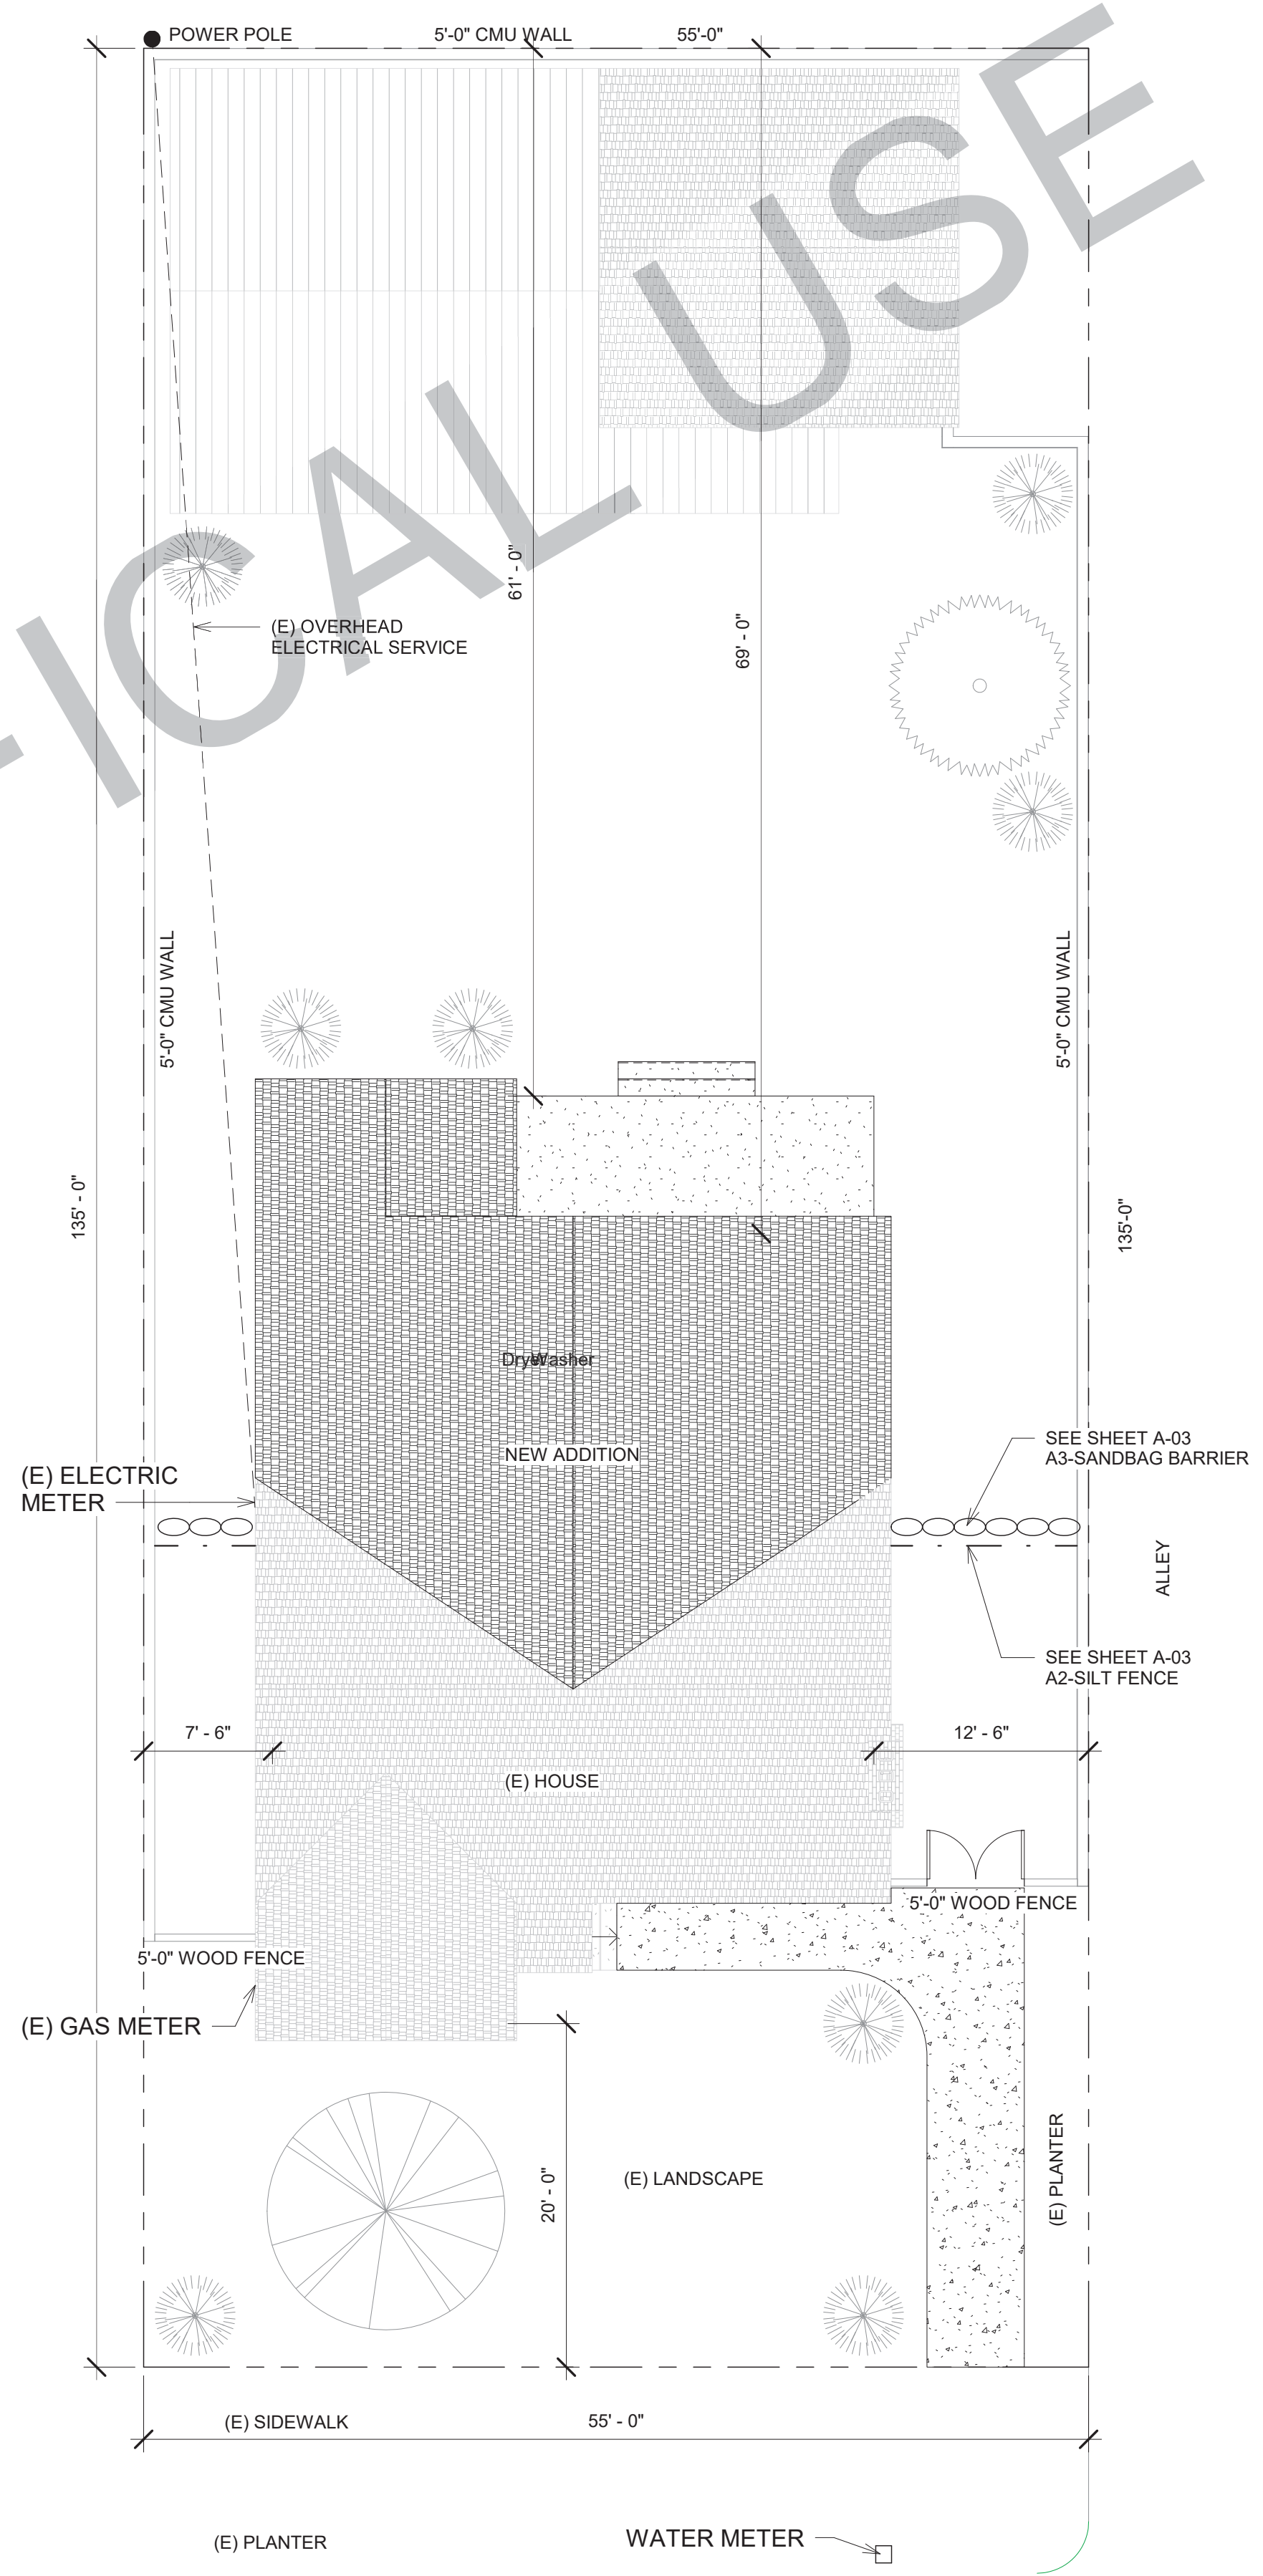 POWER POLE
5'-0" CMU WALL
55'-0"
ICAL USE
61' - 0"
69' - 0"
(E) OVERHEAD
ELECTRICAL SERVICE
5'-0" CMU WALL
5'-0" CMU WALL
135' - 0"
135'-0"
Dryer
Washer
NEW ADDITION
SEE SHEET A-03
A3-SANDBAG BARRIER
(E) ELECTRIC
METER
ALLEY
SEE SHEET A-03
A2-SILT FENCE
7' - 6"
12' - 6"
(E) HOUSE
5'-0" WOOD FENCE
5'-0" WOOD FENCE
(E) GAS METER
(E) PLANTER
20' - 0"
(E) LANDSCAPE
(E) SIDEWALK
55' - 0"
(E) PLANTER
WATER METER